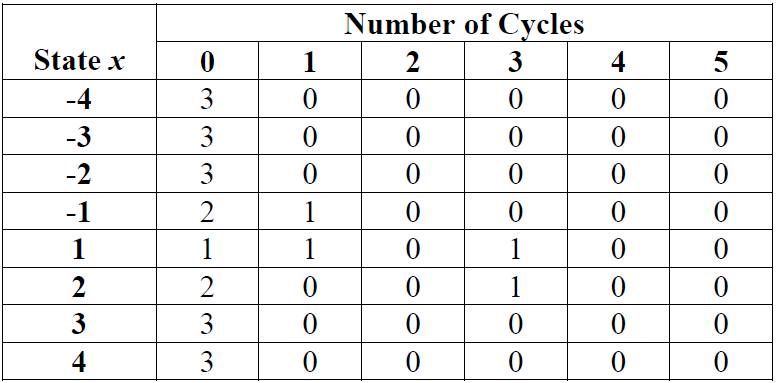 Number of Cycles
State x 0 1 2 3 4 5
-4 3 0 0 0 0 0
-3 3 0 0 0 0 0
-2 3 0 0 0 0 0
-1 2 1 0 0 0 0
1 1 1 0 1 0 0
2 2 0 0 1 0 0
3 3 0 0 0 0 0
4 3 0 0 0 0 0